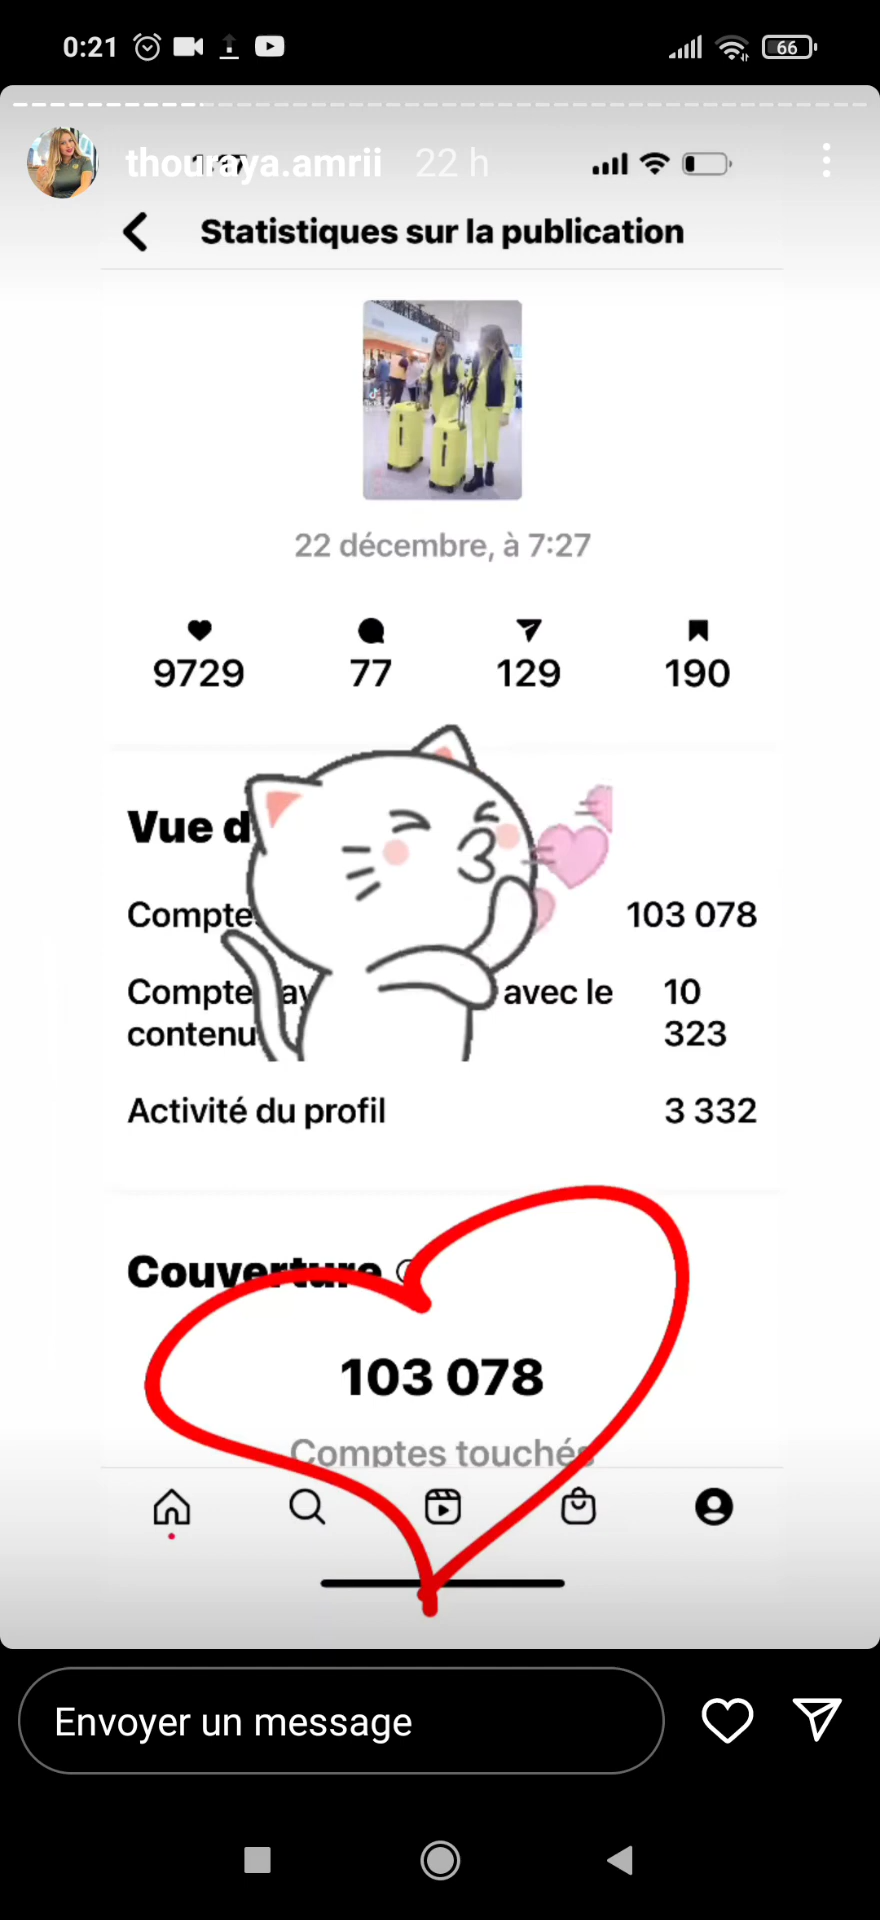 0:21
66
thouraya.amrii 22 h
Statistiques sur la publication
22 décembre, à 7:27
9729 77 129 190
Vue d
Compte 103 078
Compte av avec le 10
contenu 323
Activité du profil 3 332
Couverture
103 078
Comptes touchés
Envoyer un message